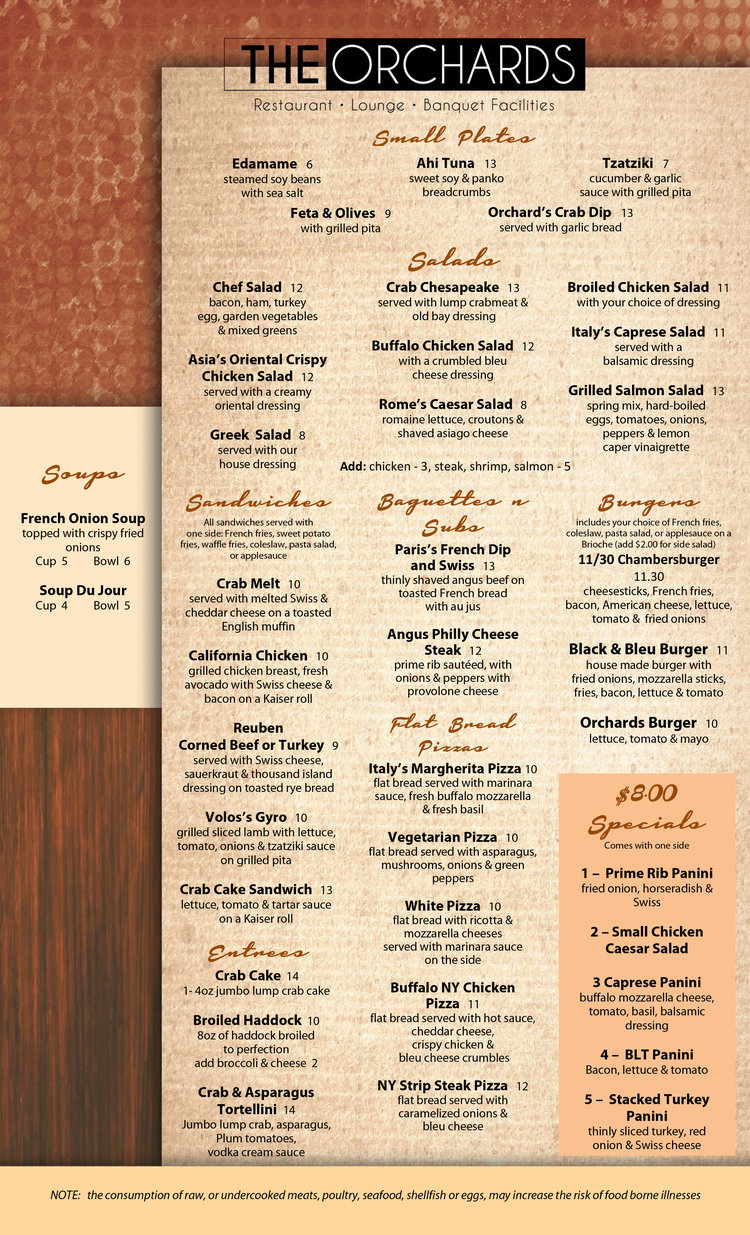 THE ORCHARDS
Restaurant • Lounge • Banquet Facilities
Small Plates
Edamame 6
steamed soy beans
with sea salt
Ahi Tuna 13
sweet soy & panko
breadcrumbs
Tzatziki 7
cucumber & garlic
sauce with grilled pita
Feta & Olives 9
with grilled pita
Orchard's Crab Dip 13
served with garlic bread
Salads
Chef Salad 12
bacon, ham, turkey
egg, garden vegetables
& mixed greens
Asia's Oriental Crispy
Chicken Salad 12
served with a creamy
oriental dressing
Greek Salad 8
served with our
house dressing
Crab Chesapeake 13
served with lump crabmeat &
old bay dressing
Buffalo Chicken Salad 12
with a crumbled bleu
cheese dressing
Rome's Caesar Salad 8
romaine lettuce, croutons &
shaved asiago cheese
Broiled Chicken Salad 11
with your choice of dressing
Italy's Caprese Salad 11
served with a
balsamic dressing
Grilled Salmon Salad 13
spring mix, hard-boiled
eggs, tomatoes, onions,
peppers & lemon
caper vinaigrette
Add: chicken - 3, steak, shrimp, salmon - 5
Soups
French Onion Soup
topped with crispy fried
onions
Cup 5 Bowl 6
Soup Du Jour
Cup 4 Bowl 5
Sandwiches
All sandwiches served with
one side: French fries, sweet potato
fries, waffle fries, coleslaw, pasta salad,
or applesauce
Crab Melt 10
served with melted Swiss &
cheddar cheese on a toasted
English muffin
California Chicken 10
grilled chicken breast, fresh
avocado with Swiss cheese &
bacon on a Kaiser roll
Reuben
Corned Beef or Turkey 9
served with Swiss cheese,
sauerkraut & thousand island
dressing on toasted rye bread
Volos's Gyro 10
grilled sliced lamb with lettuce,
tomato, onions & tzatziki sauce
on grilled pita
Crab Cake Sandwich 13
lettuce, tomato & tartar sauce
on a Kaiser roll
Entrees
Crab Cake 14
1- 4oz jumbo lump crab cake
Broiled Haddock 10
8oz of haddock broiled
to perfection
add broccoli & cheese 2
Crab & Asparagus
Tortellini 14
Jumbo lump crab, asparagus,
Plum tomatoes,
vodka cream sauce
Baguettes n
Subs
Paris's French Dip
and Swiss 13
thinly shaved angus beef on
toasted French bread
with au jus
Angus Philly Cheese
Steak 12
prime rib sautéed, with
onions & peppers with
provolone cheese
Flat Bread
Pizzas
Italy's Margherita Pizza 10
flat bread served with marinara
sauce, fresh buffalo mozzarella
& fresh basil
Vegetarian Pizza 10
flat bread served with asparagus,
mushrooms, onions & green
peppers
White Pizza 10
flat bread with ricotta &
mozzarella cheeses
served with marinara sauce
on the side
Buffalo NY Chicken
Pizza 11
flat bread served with hot sauce,
cheddar cheese,
crispy chicken &
bleu cheese crumbles
NY Strip Steak Pizza 12
flat bread served with
caramelized onions &
bleu cheese
Burgers
includes your choice of French fries,
coleslaw, pasta salad, or applesauce on a
Brioche (add $2.00 for side salad)
11/30 Chambersburger
11.30
cheesesticks, French fries,
bacon, American cheese, lettuce,
tomato & fried onions
Black & Bleu Burger 11
house made burger with
fried onions, mozzarella sticks,
fries, bacon, lettuce & tomato
Orchards Burger 10
lettuce, tomato & mayo
$8.00
Specials
Comes with one side
1 – Prime Rib Panini
fried onion, horseradish &
Swiss
2 – Small Chicken
Caesar Salad
3 Caprese Panini
buffalo mozzarella cheese,
tomato, basil, balsamic
dressing
4 – BLT Panini
Bacon, lettuce & tomato
5 – Stacked Turkey
Panini
thinly sliced turkey, red
onion & Swiss cheese
NOTE: the consumption of raw, or undercooked meats, poultry, seafood, shellfish or eggs, may increase the risk of food borne illnesses